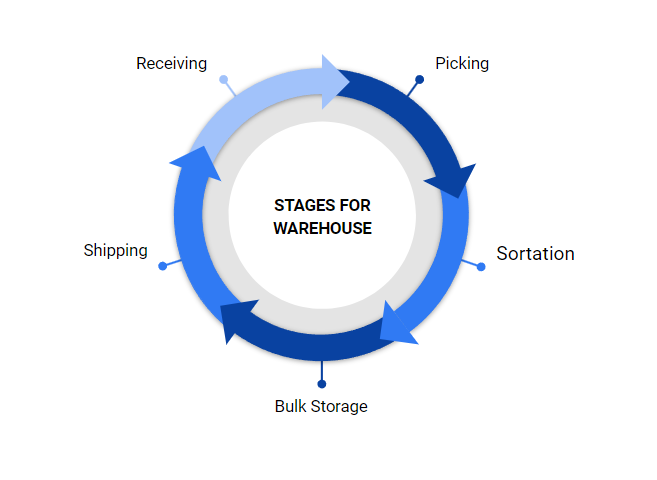 Receiving
Picking
STAGES FOR
WAREHOUSE
Shipping
Sortation
Bulk Storage